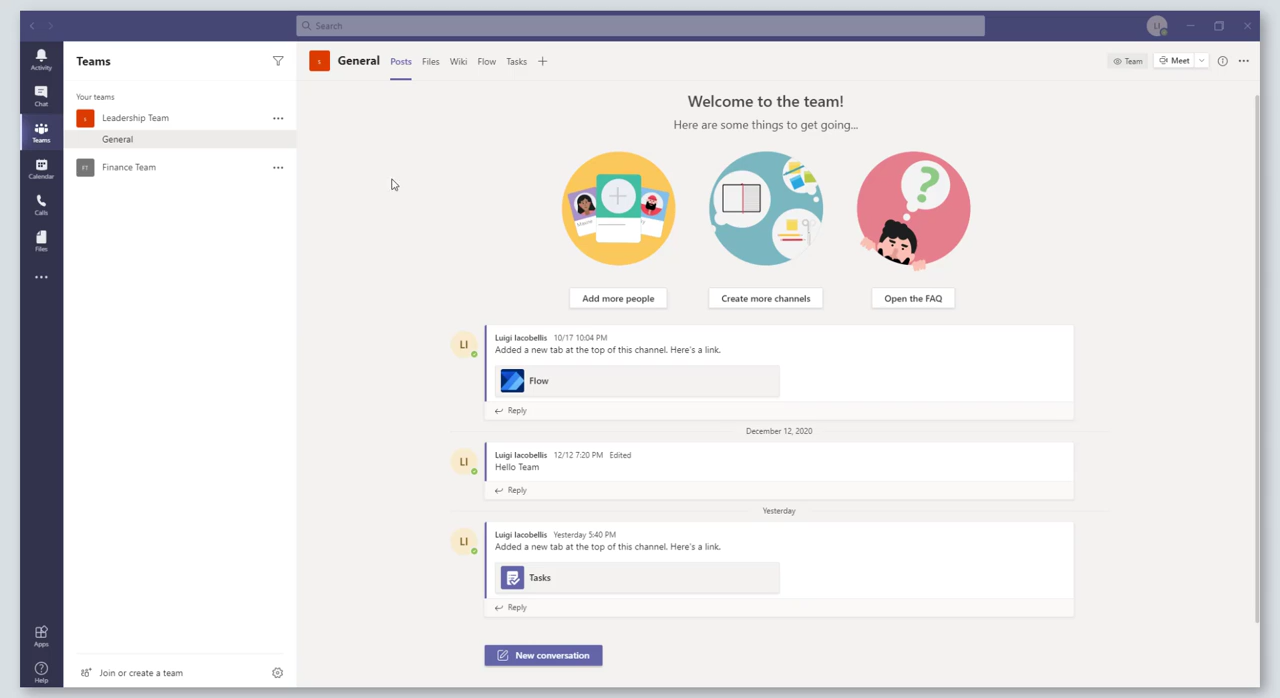 Search
LI
Activity
Chat
Teams
Calendar
Calls
Files
Apps
Help
Teams
Your teams
s Leadership Team
General
FT Finance Team
Join or create a team
s General Posts Files Wiki Flow Tasks
Team Meet
Welcome to the team!
Here are some things to get going...
Add more people Create more channels Open the FAQ
LI Luigi Iacobellis 10/17 10:04 PM
Added a new tab at the top of this channel. Here's a link.
Flow
Reply
December 12, 2020
LI Luigi Iacobellis 12/12 7:20 PM Edited
Hello Team
Reply
Yesterday
LI Luigi Iacobellis Yesterday 5:40 PM
Added a new tab at the top of this channel. Here's a link.
Tasks
Reply
New conversation